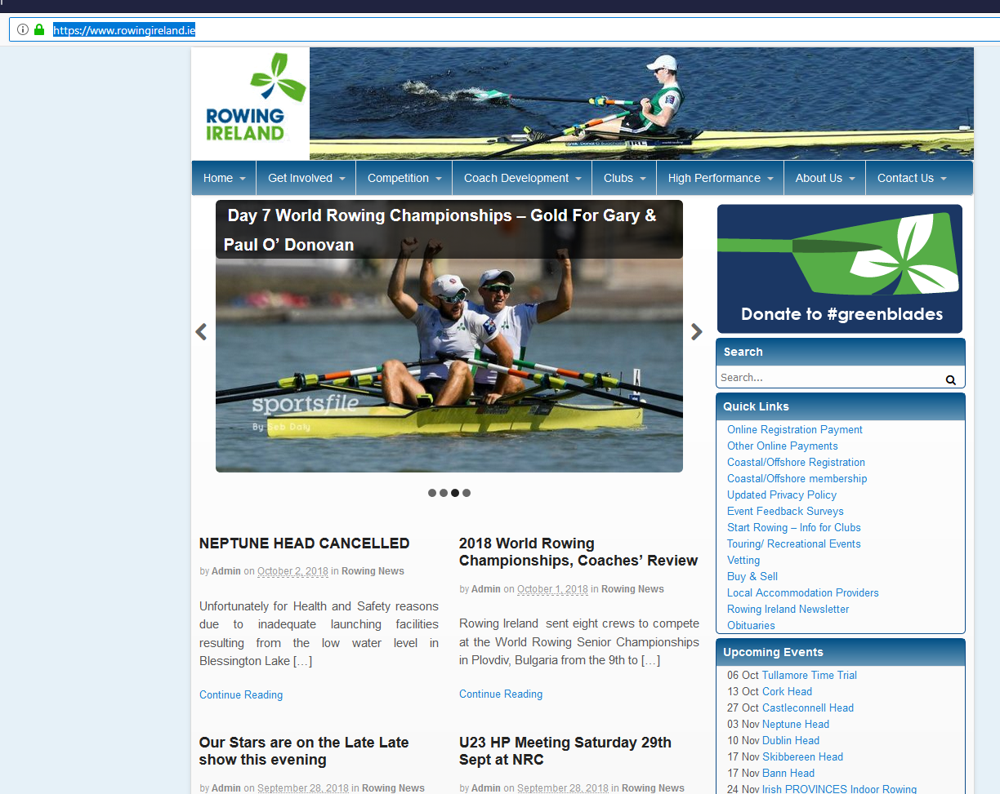 https://www.rowingireland.ie
ROWING
IRELAND
Home
Get Involved
Competition
Coach Development
Clubs
High Performance
About Us
Contact Us
Day 7 World Rowing Championships – Gold For Gary &
Paul O’ Donovan
sportsfile
By Seb Daly
Donate to #greenblades
Search
Search...
Quick Links
Online Registration Payment
Other Online Payments
Coastal/Offshore Registration
Coastal/Offshore membership
Updated Privacy Policy
Event Feedback Surveys
Start Rowing – Info for Clubs
Touring/ Recreational Events
Vetting
Buy & Sell
Local Accommodation Providers
Rowing Ireland Newsletter
Obituaries
Upcoming Events
06 Oct Tullamore Time Trial
13 Oct Cork Head
27 Oct Castleconnell Head
03 Nov Neptune Head
10 Nov Dublin Head
17 Nov Skibbereen Head
17 Nov Bann Head
24 Nov Irish PROVINCES Indoor Rowing
NEPTUNE HEAD CANCELLED
by Admin on October 2, 2018 in Rowing News
Unfortunately for Health and Safety reasons
due to inadequate launching facilities
resulting from the low water level in
Blessington Lake […]
Continue Reading
2018 World Rowing
Championships, Coaches’ Review
by Admin on October 1, 2018 in Rowing News
Rowing Ireland sent eight crews to compete
at the World Rowing Senior Championships
in Plovdiv, Bulgaria from the 9th to […]
Continue Reading
Our Stars are on the Late Late
show this evening
by Admin on September 28, 2018 in Rowing News
U23 HP Meeting Saturday 29th
Sept at NRC
by Admin on September 28, 2018 in Rowing News